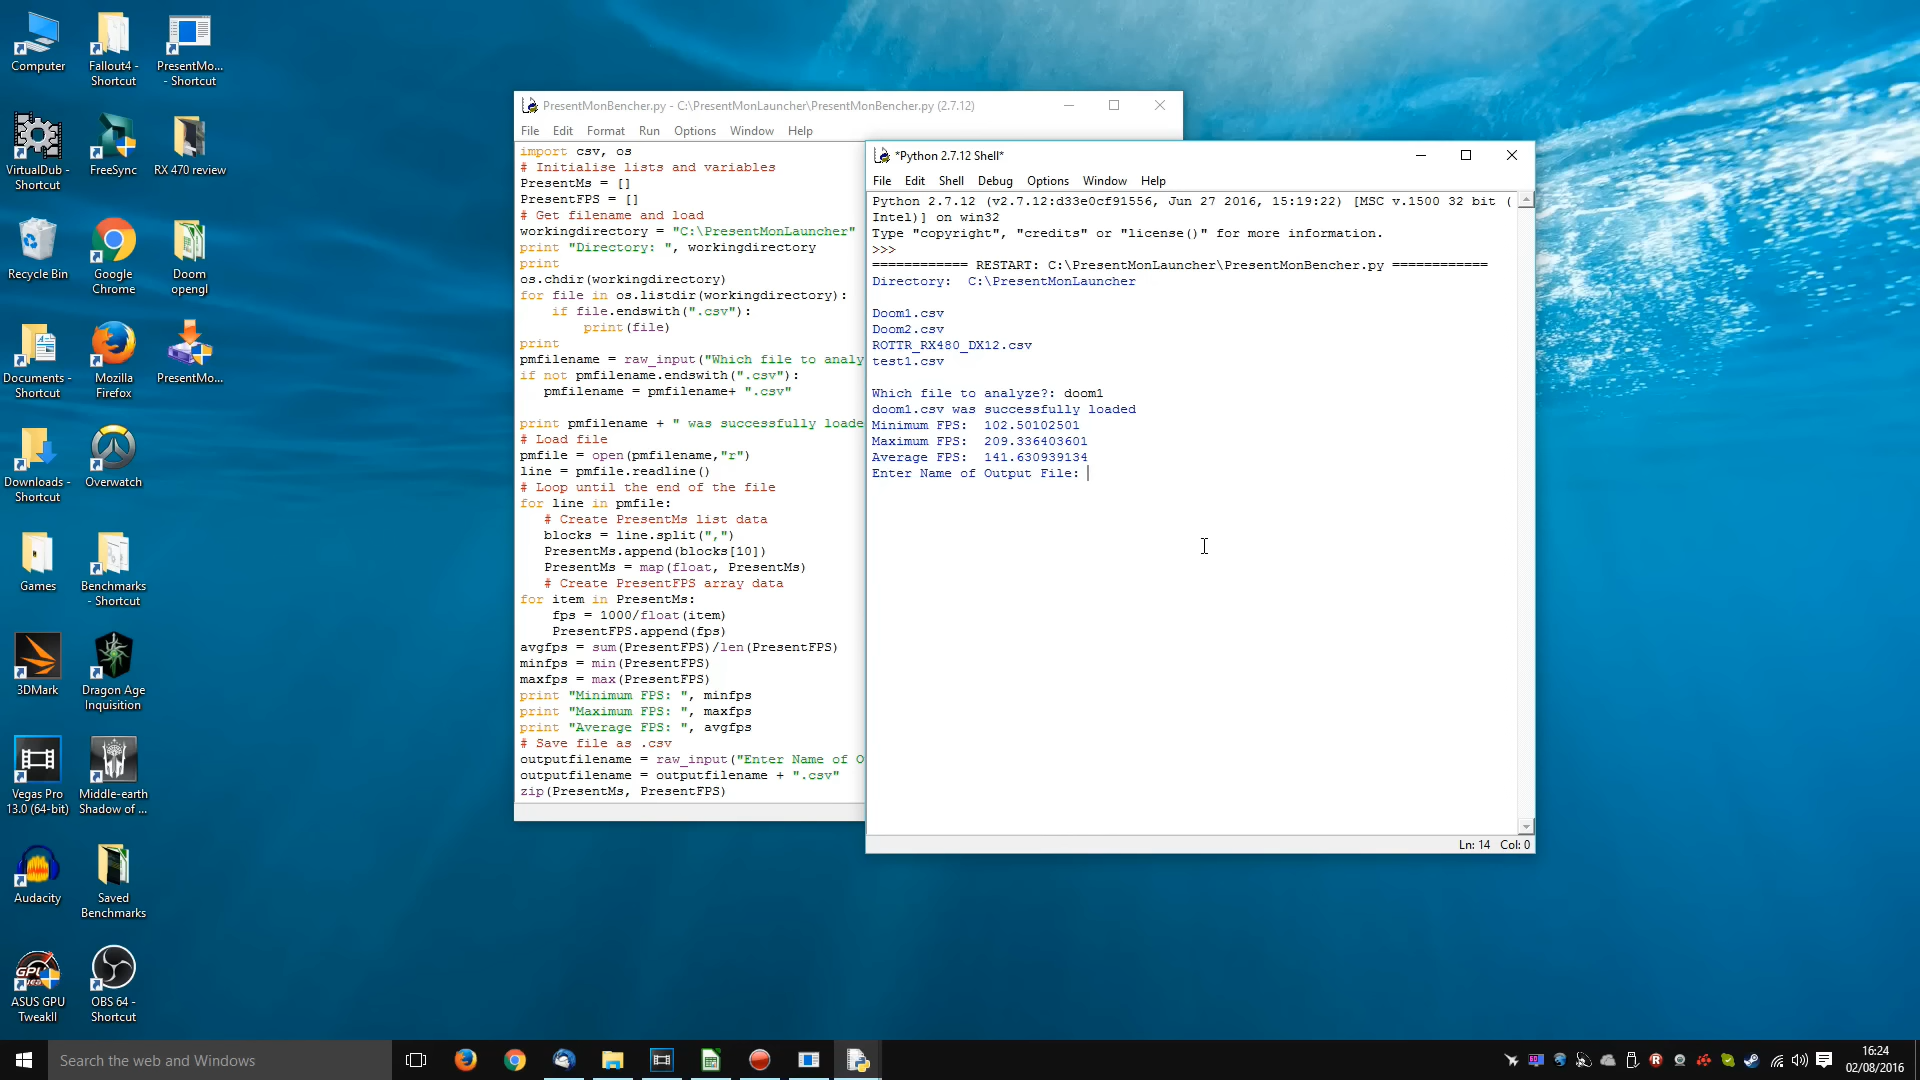 Computer
Fallout4 -
Shortcut
PresentMo...
- Shortcut
VirtualDub -
Shortcut
FreeSync
RX 470 review
Recycle Bin
Google
Chrome
Doom
opengl
Documents -
Shortcut
Mozilla
Firefox
PresentMo...
Downloads -
Shortcut
Overwatch
Games
Benchmarks
- Shortcut
3DMark
Dragon Age
Inquisition
Vegas Pro
13.0 (64-bit)
Middle-earth
Shadow of ...
Audacity
Saved
Benchmarks
ASUS GPU
TweakII
OBS 64 -
Shortcut
PresentMonBencher.py - C:\PresentMonLauncher\PresentMonBencher.py (2.7.12)
File Edit Format Run Options Window Help
import csv, os
# Initialise lists and variables
PresentMs = []
PresentFPS = []
# Get filename and load
workingdirectory = "C:\PresentMonLauncher"
print "Directory: ", workingdirectory
print
os.chdir(workingdirectory)
for file in os.listdir(workingdirectory):
    if file.endswith(".csv"):
        print(file)
print
pmfilename = raw_input("Which file to analy
if not pmfilename.endswith(".csv"):
   pmfilename = pmfilename+ ".csv"
print pmfilename + " was successfully loade
# Load file
pmfile = open(pmfilename,"r")
line = pmfile.readline()
# Loop until the end of the file
for line in pmfile:
   # Create PresentMs list data
   blocks = line.split(",")
   PresentMs.append(blocks[10])
   PresentMs = map(float, PresentMs)
   # Create PresentFPS array data
for item in PresentMs:
    fps = 1000/float(item)
    PresentFPS.append(fps)
avgfps = sum(PresentFPS)/len(PresentFPS)
minfps = min(PresentFPS)
maxfps = max(PresentFPS)
print "Minimum FPS: ", minfps
print "Maximum FPS: ", maxfps
print "Average FPS: ", avgfps
# Save file as .csv
outputfilename = raw_input("Enter Name of O
outputfilename = outputfilename + ".csv"
zip(PresentMs, PresentFPS)
*Python 2.7.12 Shell*
File Edit Shell Debug Options Window Help
Python 2.7.12 (v2.7.12:d33e0cf91556, Jun 27 2016, 15:19:22) [MSC v.1500 32 bit (
Intel)] on win32
Type "copyright", "credits" or "license()" for more information.
>>>
============ RESTART: C:\PresentMonLauncher\PresentMonBencher.py ============
Directory:  C:\PresentMonLauncher
Doom1.csv
Doom2.csv
ROTTR_RX480_DX12.csv
test1.csv
Which file to analyze?: doom1
doom1.csv was successfully loaded
Minimum FPS:  102.50102501
Maximum FPS:  209.336403601
Average FPS:  141.630939134
Enter Name of Output File:
Ln: 14 Col: 0
Search the web and Windows
16:24
02/08/2016